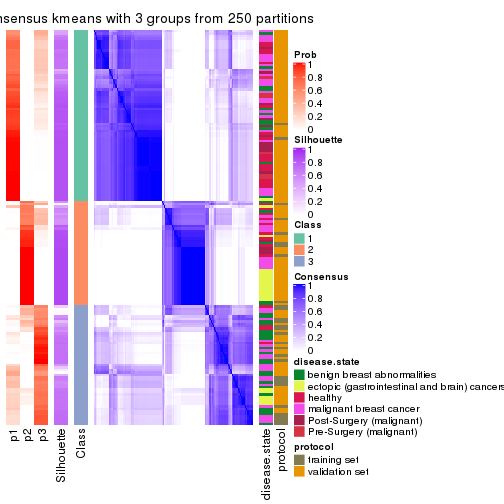 nsensus kmeans with 3 groups from 250 partitions
Prob
1
0.8
0.6
0.4
0.2
0
Silhouette
1
0.8
0.6
0.4
0.2
0
Class
1
2
3
Consensus
1
0.8
0.6
0.4
0.2
0
disease.state
benign breast abnormalities
ectopic (gastrointestinal and brain) cancers
healthy
malignant breast cancer
Post-Surgery (malignant)
Pre-Surgery (malignant)
protocol
training set
validation set
p1
p2
p3
Silhouette
Class
disease.state
protocol